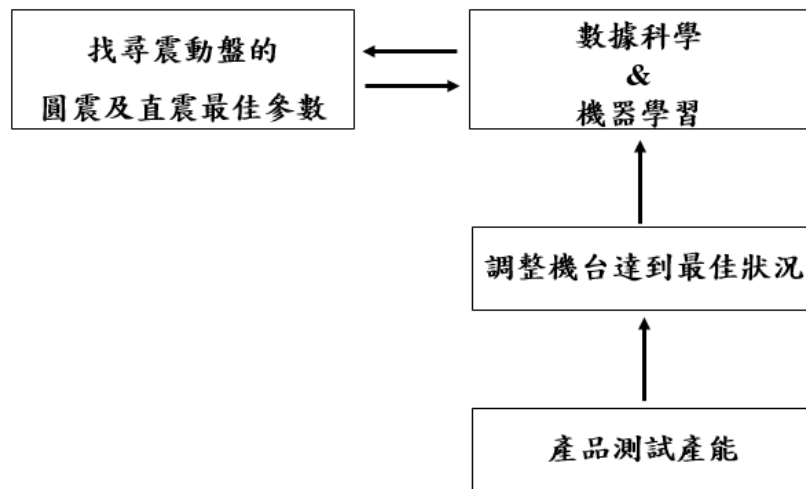 找尋震動盤的
圓震及直震最佳參數
數據科學
&
機器學習
調整機台達到最佳狀況
產品測試產能